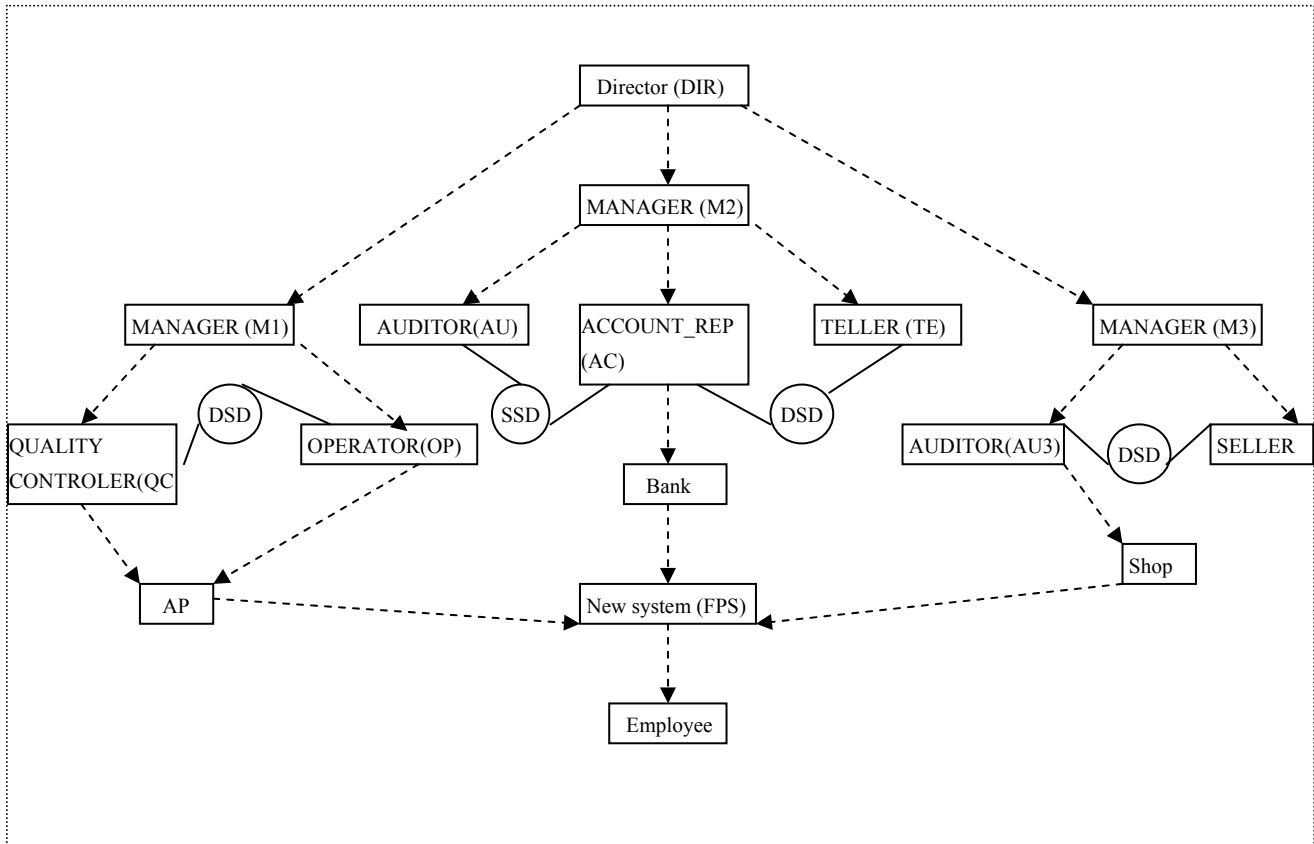 Director (DIR)
MANAGER (M2)
MANAGER (M1)
AUDITOR(AU)
ACCOUNT_REP
(AC)
TELLER (TE)
MANAGER (M3)
DSD
SSD
DSD
QUALITY
CONTROLER(QC
OPERATOR(OP)
AUDITOR(AU3)
DSD
SELLER
Bank
Shop
AP
New system (FPS)
Employee